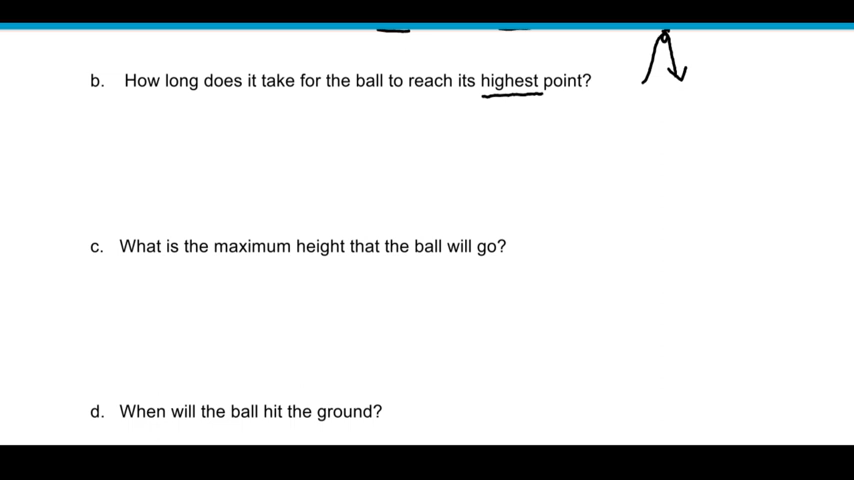 b. How long does it take for the ball to reach its highest point?
c. What is the maximum height that the ball will go?
d. When will the ball hit the ground?